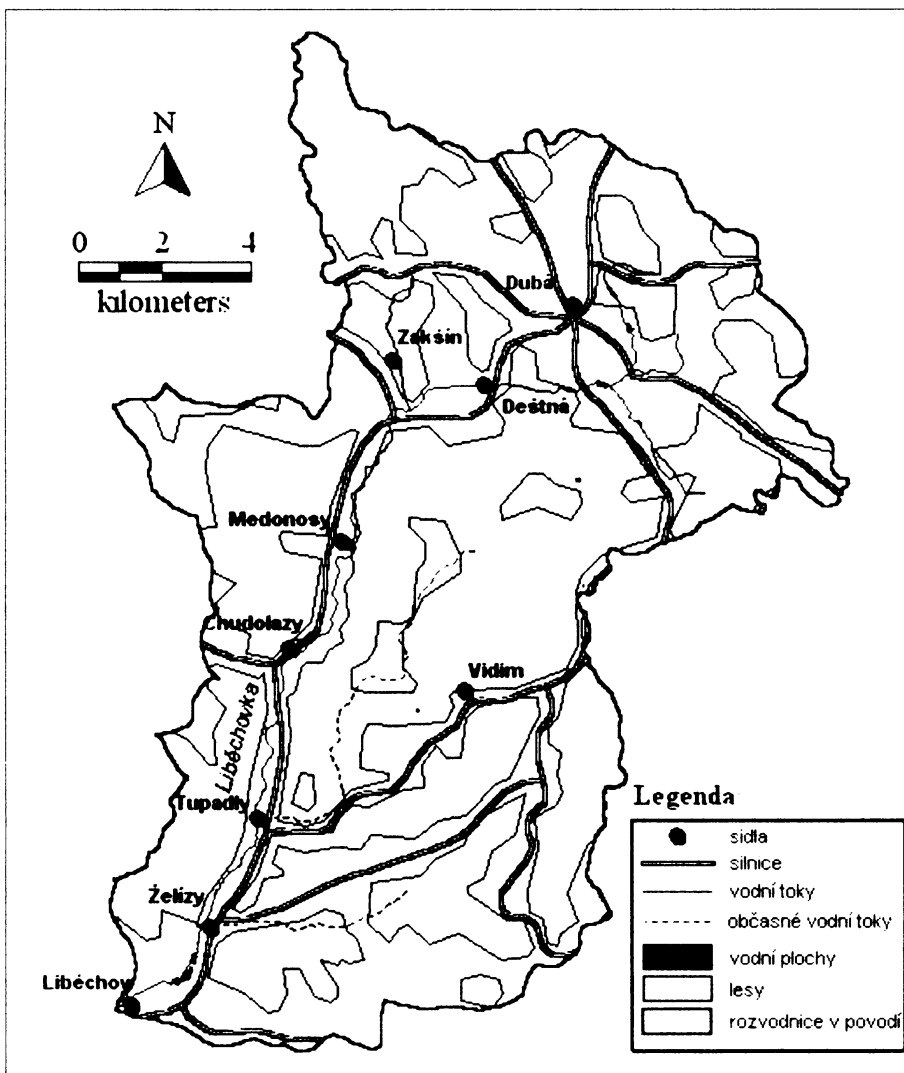 N
0 2 4
kilometers
Dubá
Zakšín
Deštná
Medonosy
Chudolazy
Vidim
Liběchovka
Tupadly
Želízy
Liběchov
Legenda
sídla
silnice
vodní toky
občasné vodní toky
vodní plochy
lesy
rozvodnice v povodí